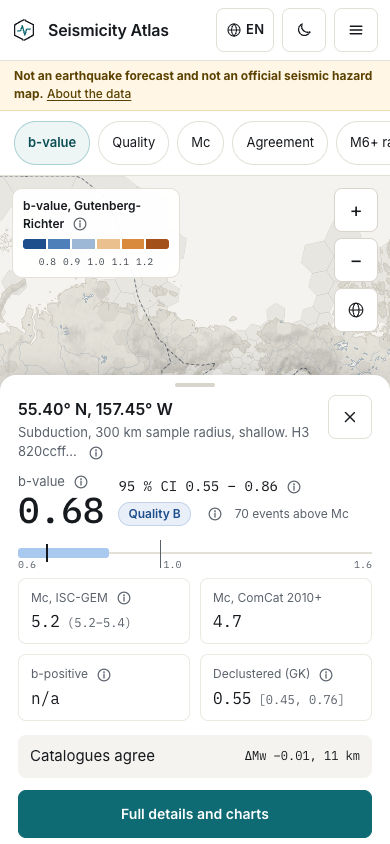 Seismicity Atlas
EN
Not an earthquake forecast and not an official seismic hazard
map. About the data
b-value
Quality
Mc
Agreement
M6+ ra
b-value, Gutenberg-
Richter
0.8 0.9 1.0 1.1 1.2
+
−
55.40° N, 157.45° W
Subduction, 300 km sample radius, shallow. H3
820ccf...
b-value
95 % CI 0.55 – 0.86
0.68
Quality B
70 events above Mc
0.6
1.0
1.6
Mc, ISC-GEM
5.2 (5.2–5.4)
Mc, ComCat 2010+
4.7
b-positive
n/a
Declustered (GK)
0.55 [0.45, 0.76]
Catalogues agree
ΔMw −0.01, 11 km
Full details and charts